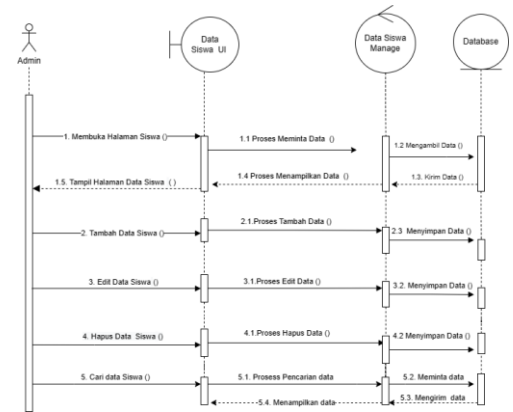 Data
Siswa UI
Data Siswa
Manage
Database
Admin
1. Membuka Halaman Siswa ()
1.1 Proses Meminta Data ()
1.2 Mengambil Data ()
1.3. Kirim Data ()
1.4 Proses Menampilkan Data ()
1.5. Tampil Halaman Data Siswa ( )
2. Tambah Data Siswa ()
2.1.Proses Tambah Data ()
2.3 Menyimpan Data ()
3. Edit Data Siswa ()
3.1.Proses Edit Data ()
3.2. Menyimpan Data ()
4. Hapus Data Siswa ()
4.1.Proses Hapus Data ()
4.2 Menyimpan Data ()
5. Cari data Siswa ()
5.1. Prosess Pencarian data
5.2. Meminta data
5.3. Mengirim data
5.4. Menampilkan data